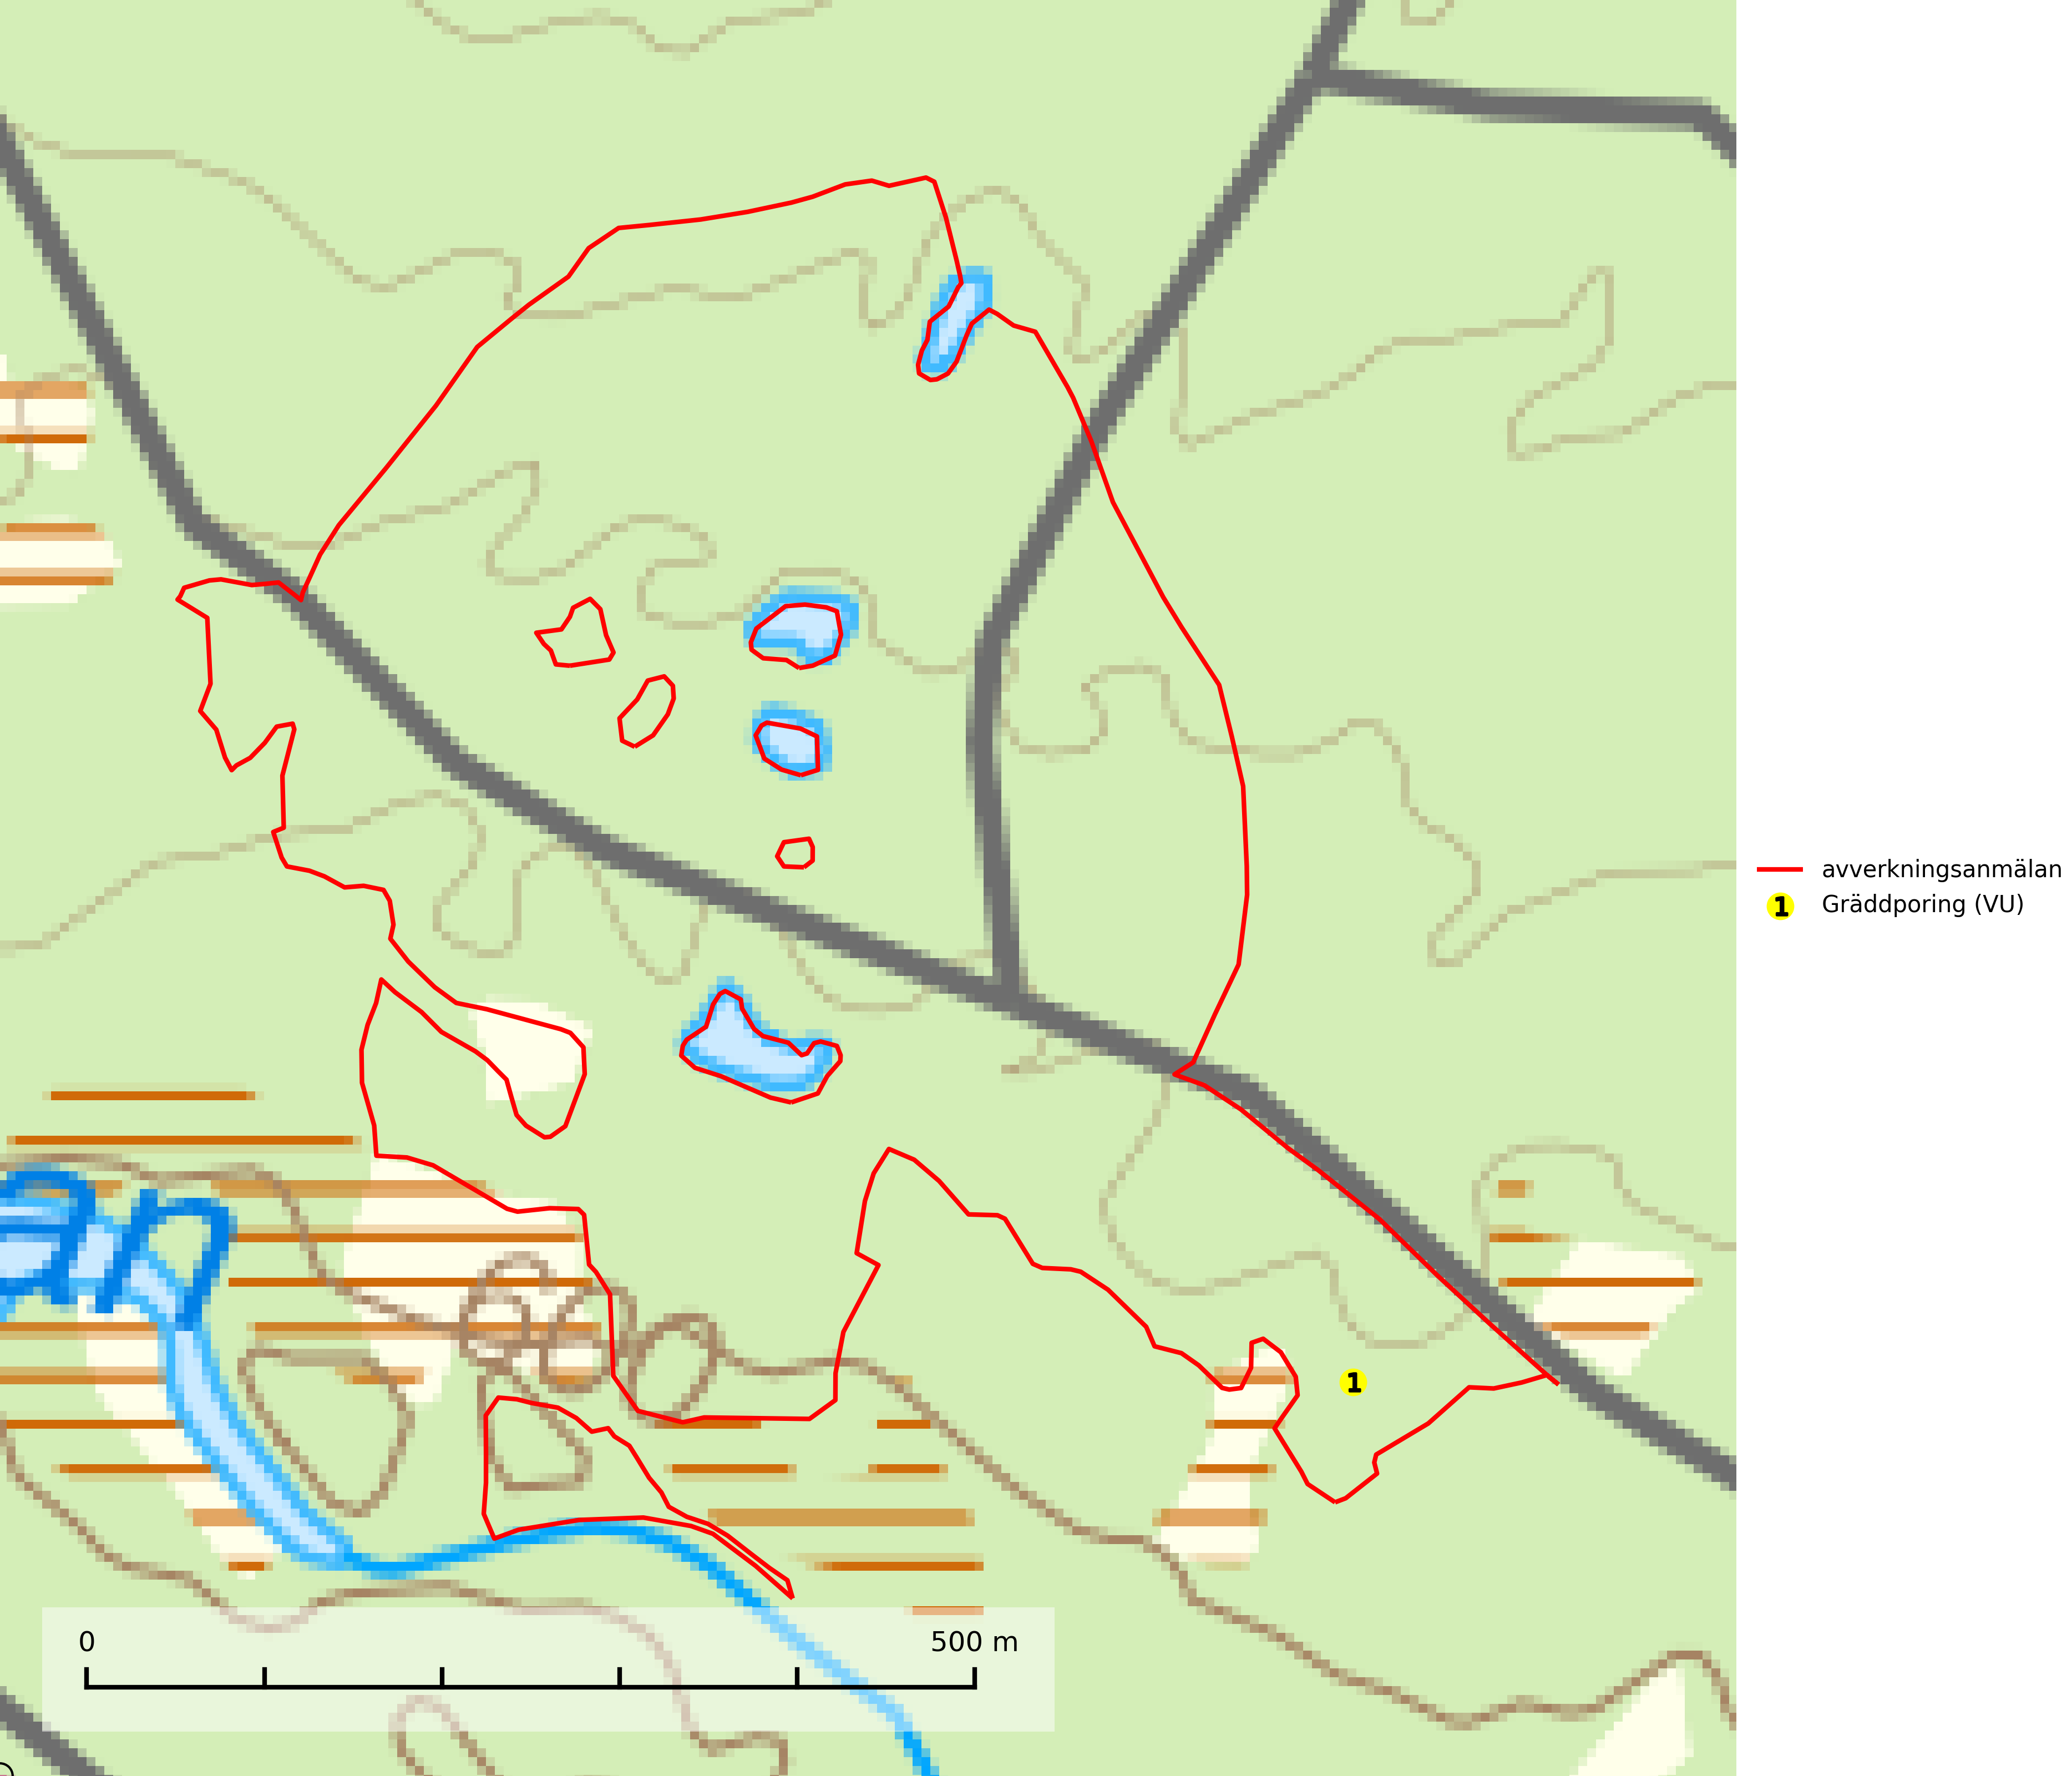 avverkningsanmälan
1 Gräddporing (VU)
1
0 500 m